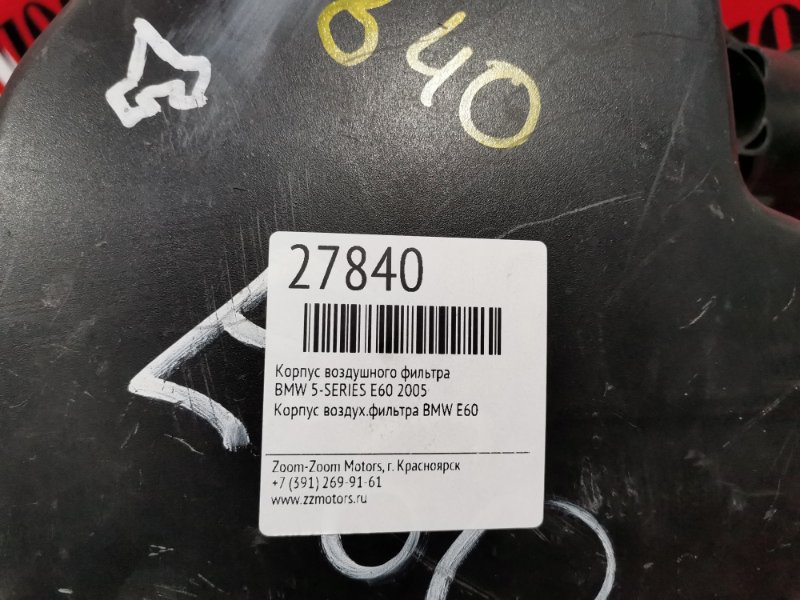 840
27840
Корпус воздушного фильтра
BMW 5-SERIES E60 2005
Корпус воздух.фильтра BMW E60
Zoom-Zoom Motors, г. Красноярск
+7 (391) 269-91-61
www.zzmotors.ru